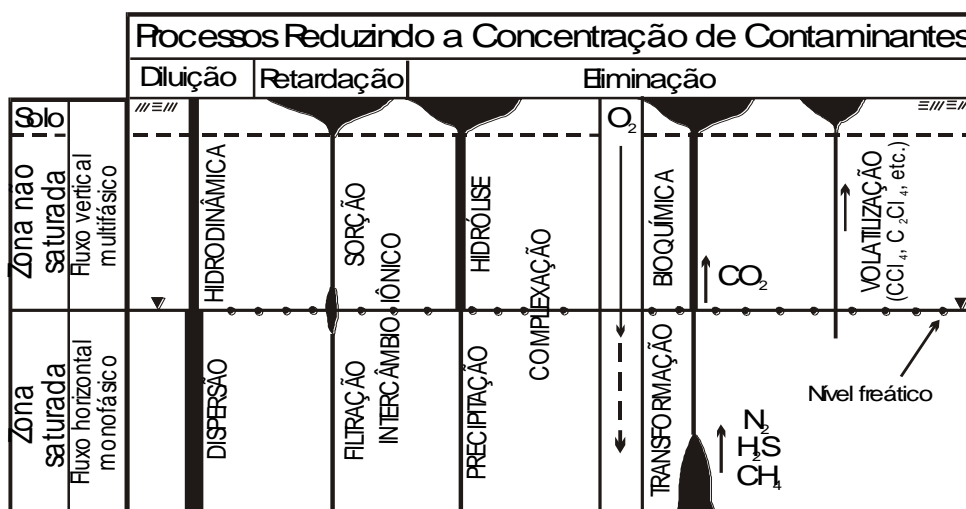 Processos Reduzindo a Concentração de Contaminantes
Diluição
Retardação
Eliminação
Solo
Zona não
saturada
Fluxo vertical
multifásico
Zona
saturada
Fluxo horizontal
monofásico
HIDRODINÂMICA
DISPERSÃO
SORÇÃO
FILTRAÇÃO
INTERCÂMBIO IÔNICO
HIDRÓLISE
PRECIPITAÇÃO
COMPLEXAÇÃO
O₂
BIOQUÍMICA
TRANSFORMAÇÃO
CO₂
N₂
H₂S
CH₄
VOLATILIZAÇÃO
(CCl₄, C₂Cl₄, etc.)
Nível freático